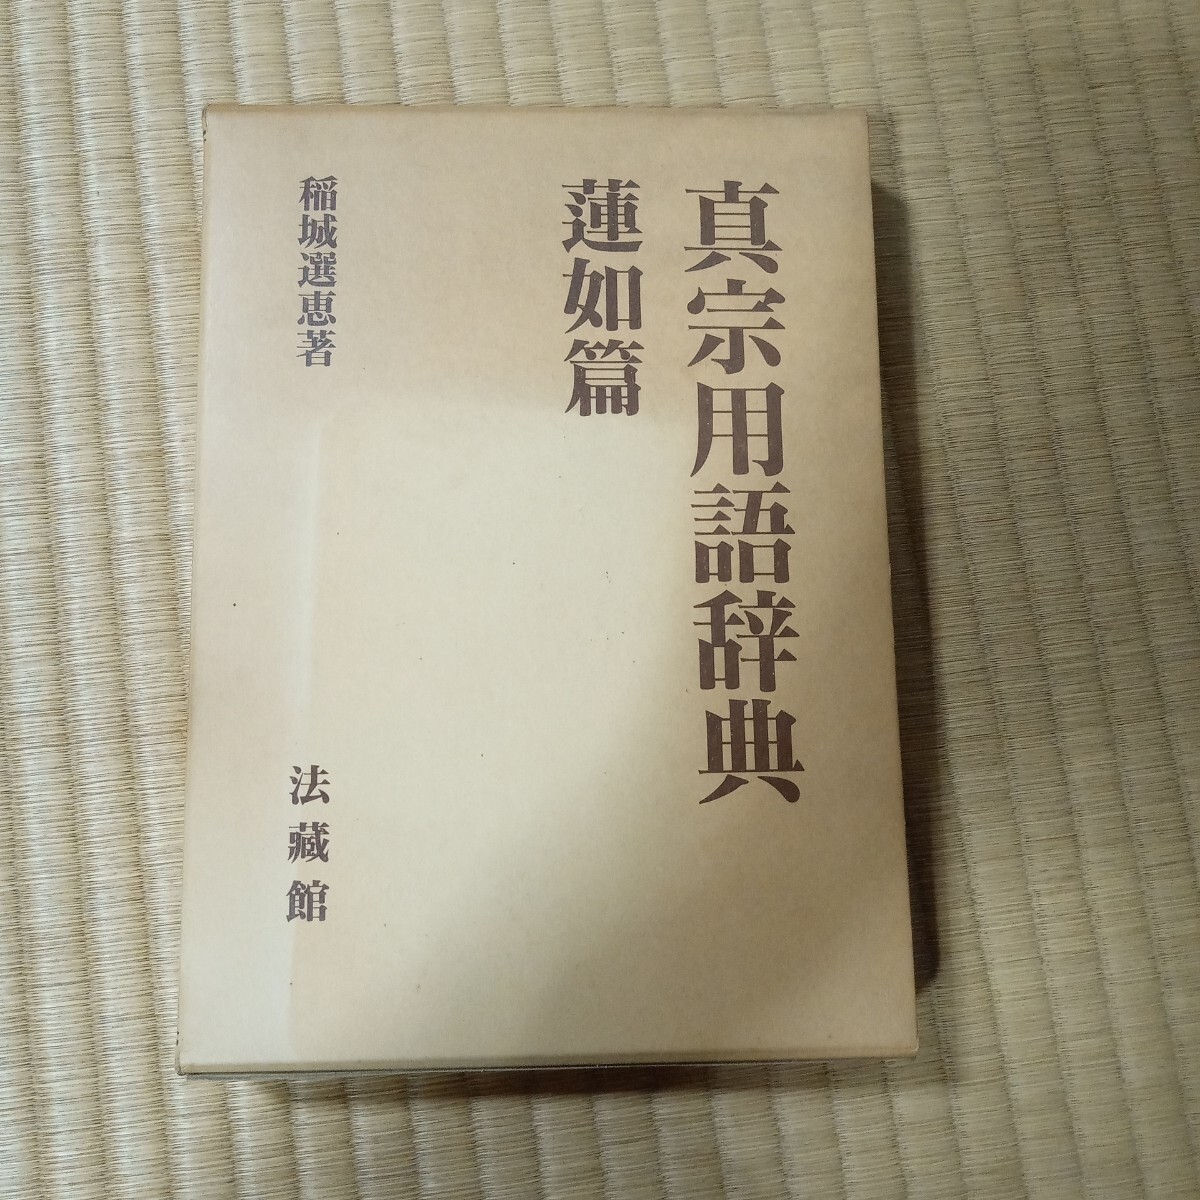 真宗用語辞典
蓮如篇
稲城選恵著
法藏館